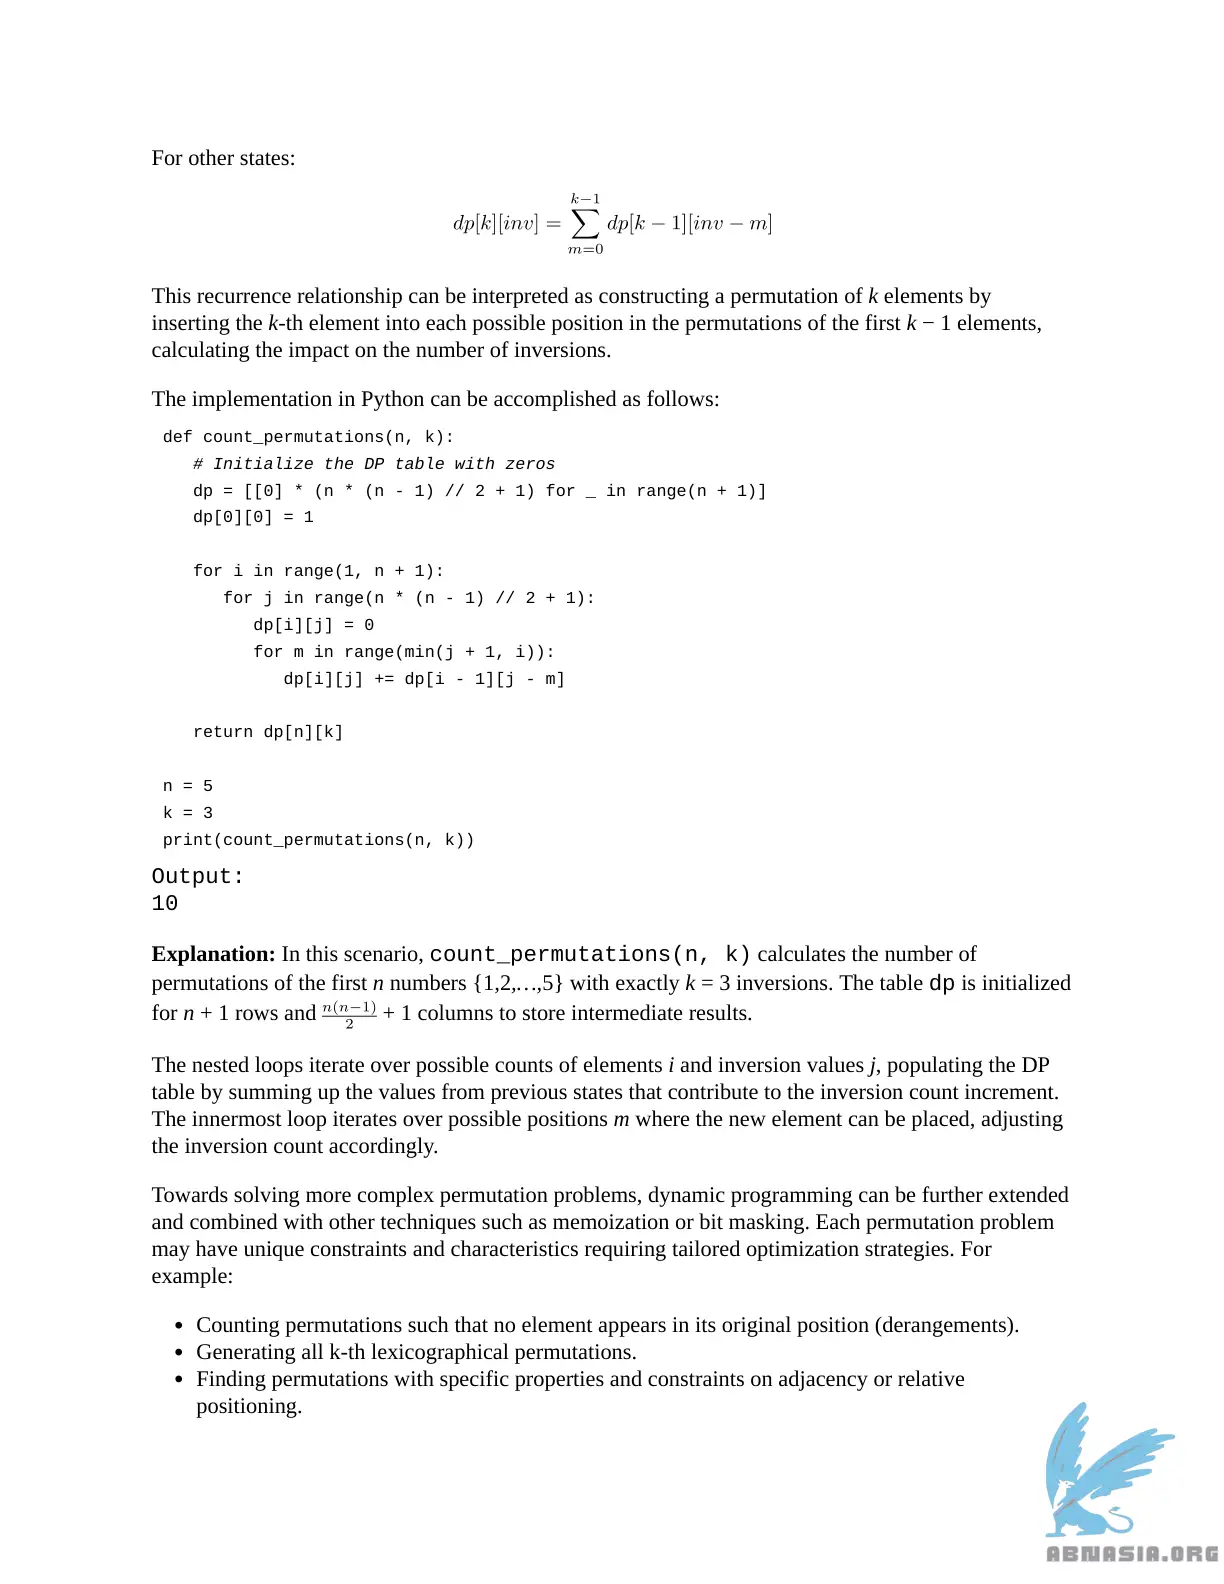 For other states:
k−1
dp[k][inv] = ∑ dp[k − 1][inv − m]
m=0
This recurrence relationship can be interpreted as constructing a permutation of k elements by
inserting the k-th element into each possible position in the permutations of the first k − 1 elements,
calculating the impact on the number of inversions.
The implementation in Python can be accomplished as follows:
def count_permutations(n, k):
   # Initialize the DP table with zeros
   dp = [[0] * (n * (n - 1) // 2 + 1) for _ in range(n + 1)]
   dp[0][0] = 1
   for i in range(1, n + 1):
      for j in range(n * (n - 1) // 2 + 1):
         dp[i][j] = 0
         for m in range(min(j + 1, i)):
            dp[i][j] += dp[i - 1][j - m]
   return dp[n][k]
n = 5
k = 3
print(count_permutations(n, k))
Output:
10
Explanation: In this scenario, count_permutations(n, k) calculates the number of
permutations of the first n numbers {1,2,…,5} with exactly k = 3 inversions. The table dp is initialized
for n + 1 rows and n(n−1)/2 + 1 columns to store intermediate results.
The nested loops iterate over possible counts of elements i and inversion values j, populating the DP
table by summing up the values from previous states that contribute to the inversion count increment.
The innermost loop iterates over possible positions m where the new element can be placed, adjusting
the inversion count accordingly.
Towards solving more complex permutation problems, dynamic programming can be further extended
and combined with other techniques such as memoization or bit masking. Each permutation problem
may have unique constraints and characteristics requiring tailored optimization strategies. For
example:
• Counting permutations such that no element appears in its original position (derangements).
• Generating all k-th lexicographical permutations.
• Finding permutations with specific properties and constraints on adjacency or relative
positioning.
ABNASIA.ORG